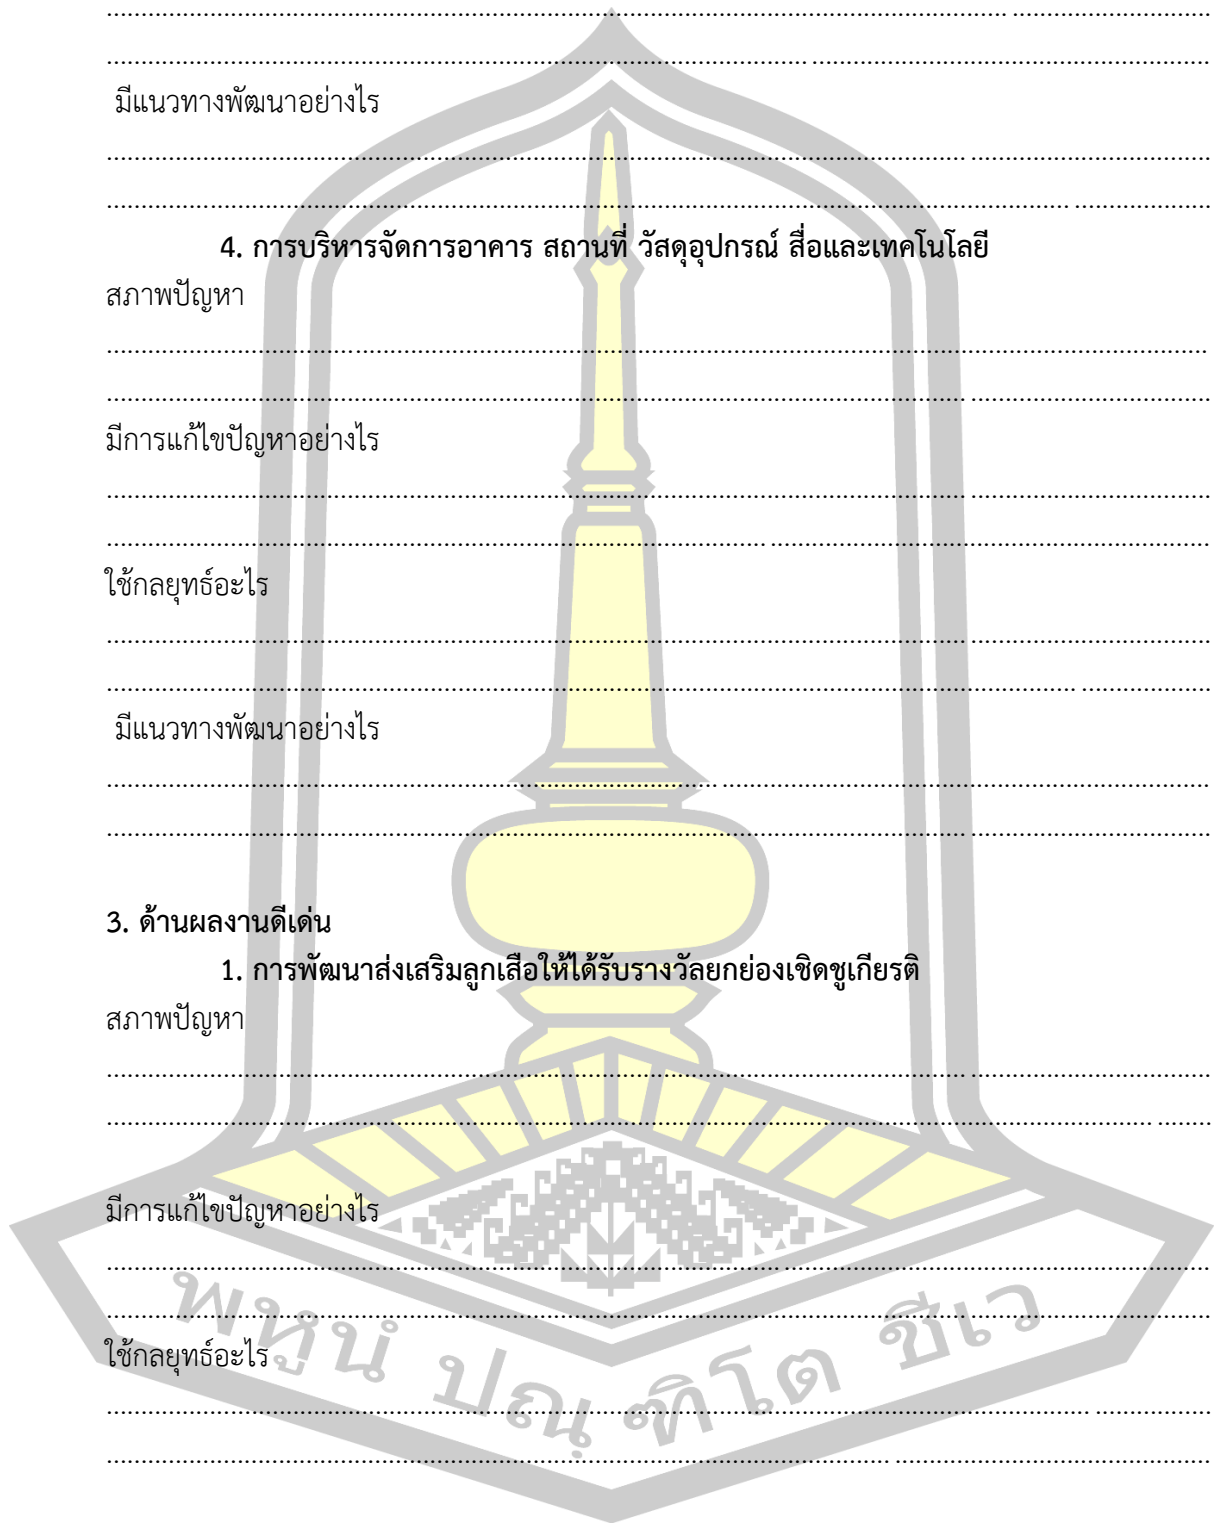 ........................................................................................................................................
........................................................................................................................................
มีแนวทางพัฒนาอย่างไร
........................................................................................................................................
........................................................................................................................................
4. การบริหารจัดการอาคาร สถานที่ วัสดุอุปกรณ์ สื่อและเทคโนโลยี
สภาพปัญหา
........................................................................................................................................
........................................................................................................................................
มีการแก้ไขปัญหาอย่างไร
........................................................................................................................................
........................................................................................................................................
ใช้กลยุทธ์อะไร
........................................................................................................................................
........................................................................................................................................
มีแนวทางพัฒนาอย่างไร
........................................................................................................................................
........................................................................................................................................
3. ด้านผลงานดีเด่น
1. การพัฒนาส่งเสริมลูกเสือให้ได้รับรางวัลยกย่องเชิดชูเกียรติ
สภาพปัญหา
........................................................................................................................................
........................................................................................................................................
มีการแก้ไขปัญหาอย่างไร
........................................................................................................................................
........................................................................................................................................
ใช้กลยุทธ์อะไร
........................................................................................................................................
........................................................................................................................................
พหูนํ ปณฺฑิโต ชีเว